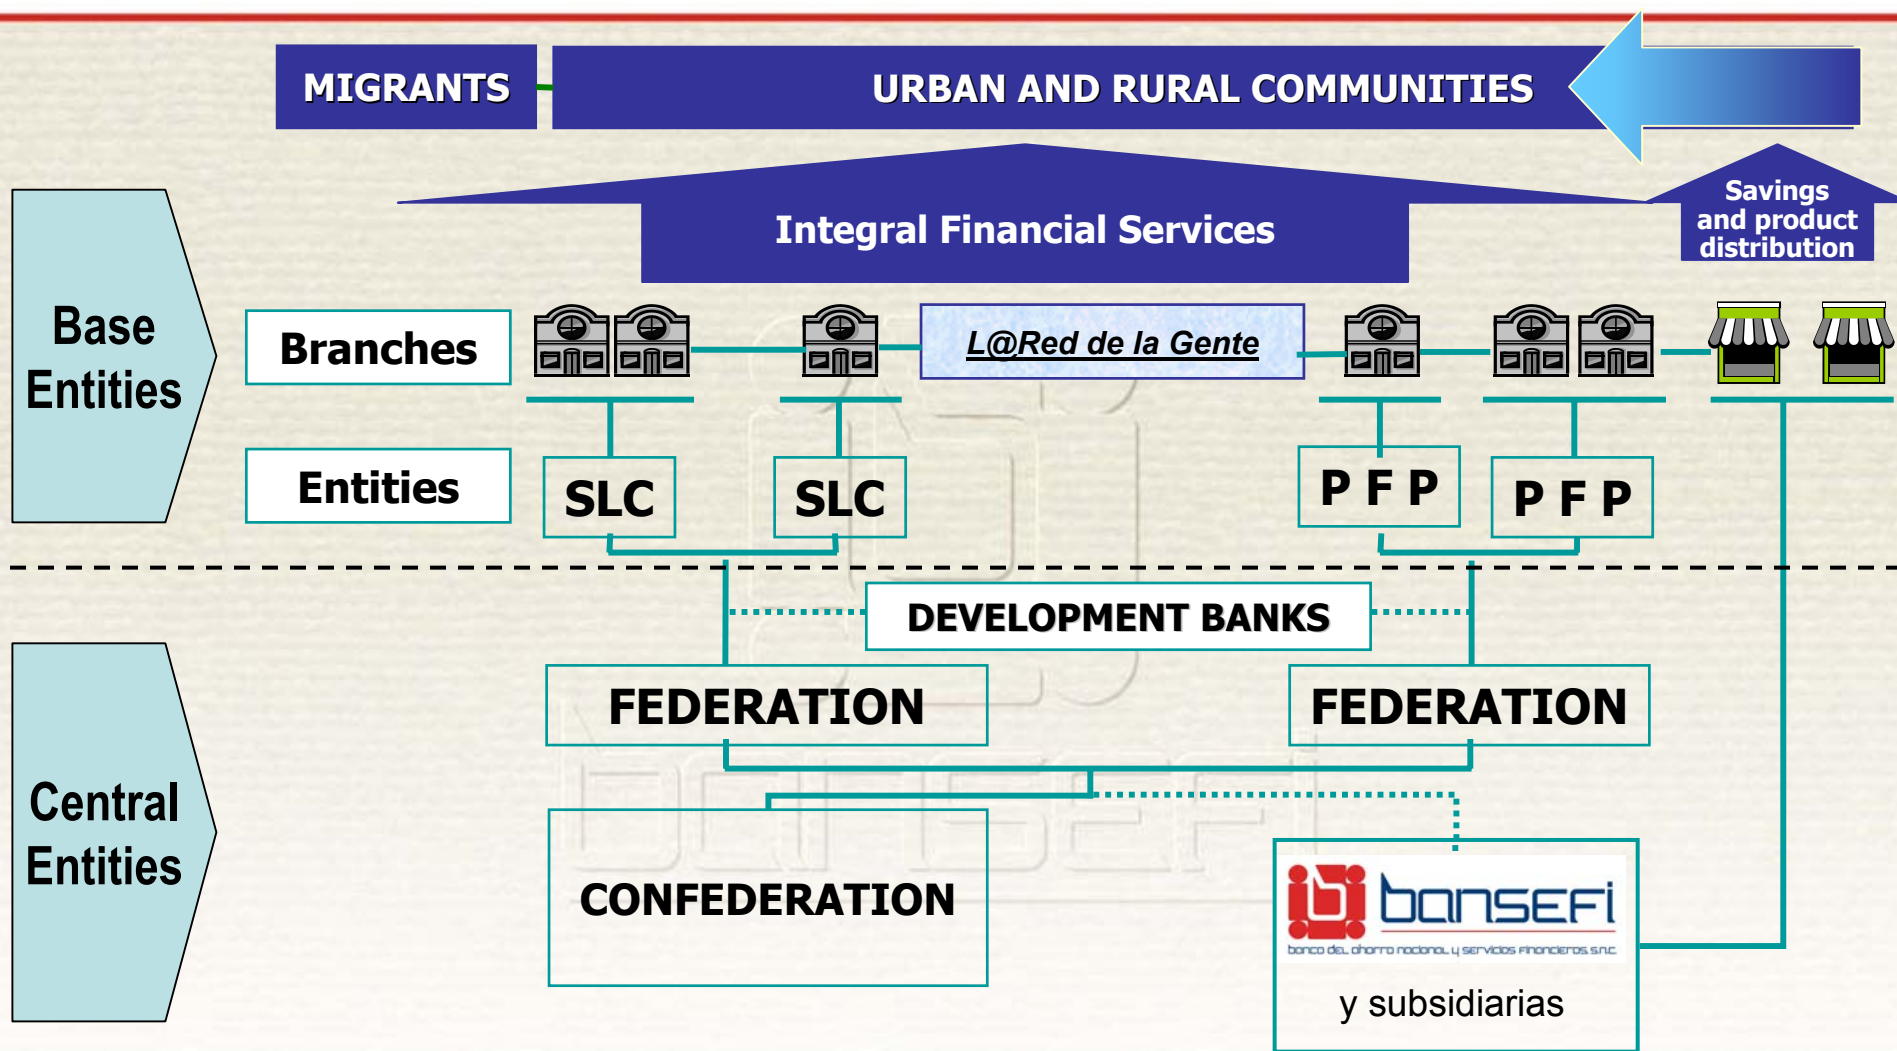 MIGRANTS
URBAN AND RURAL COMMUNITIES
Integral Financial Services
Savings
and product
distribution
Base
Entities
Branches
L@Red de la Gente
Entities
SLC
SLC
P F P
P F P
DEVELOPMENT BANKS
FEDERATION
FEDERATION
Central
Entities
CONFEDERATION
bansefi
banco del ahorro nacional y servicios financieros, s.n.c.
y subsidiarias
bansefi